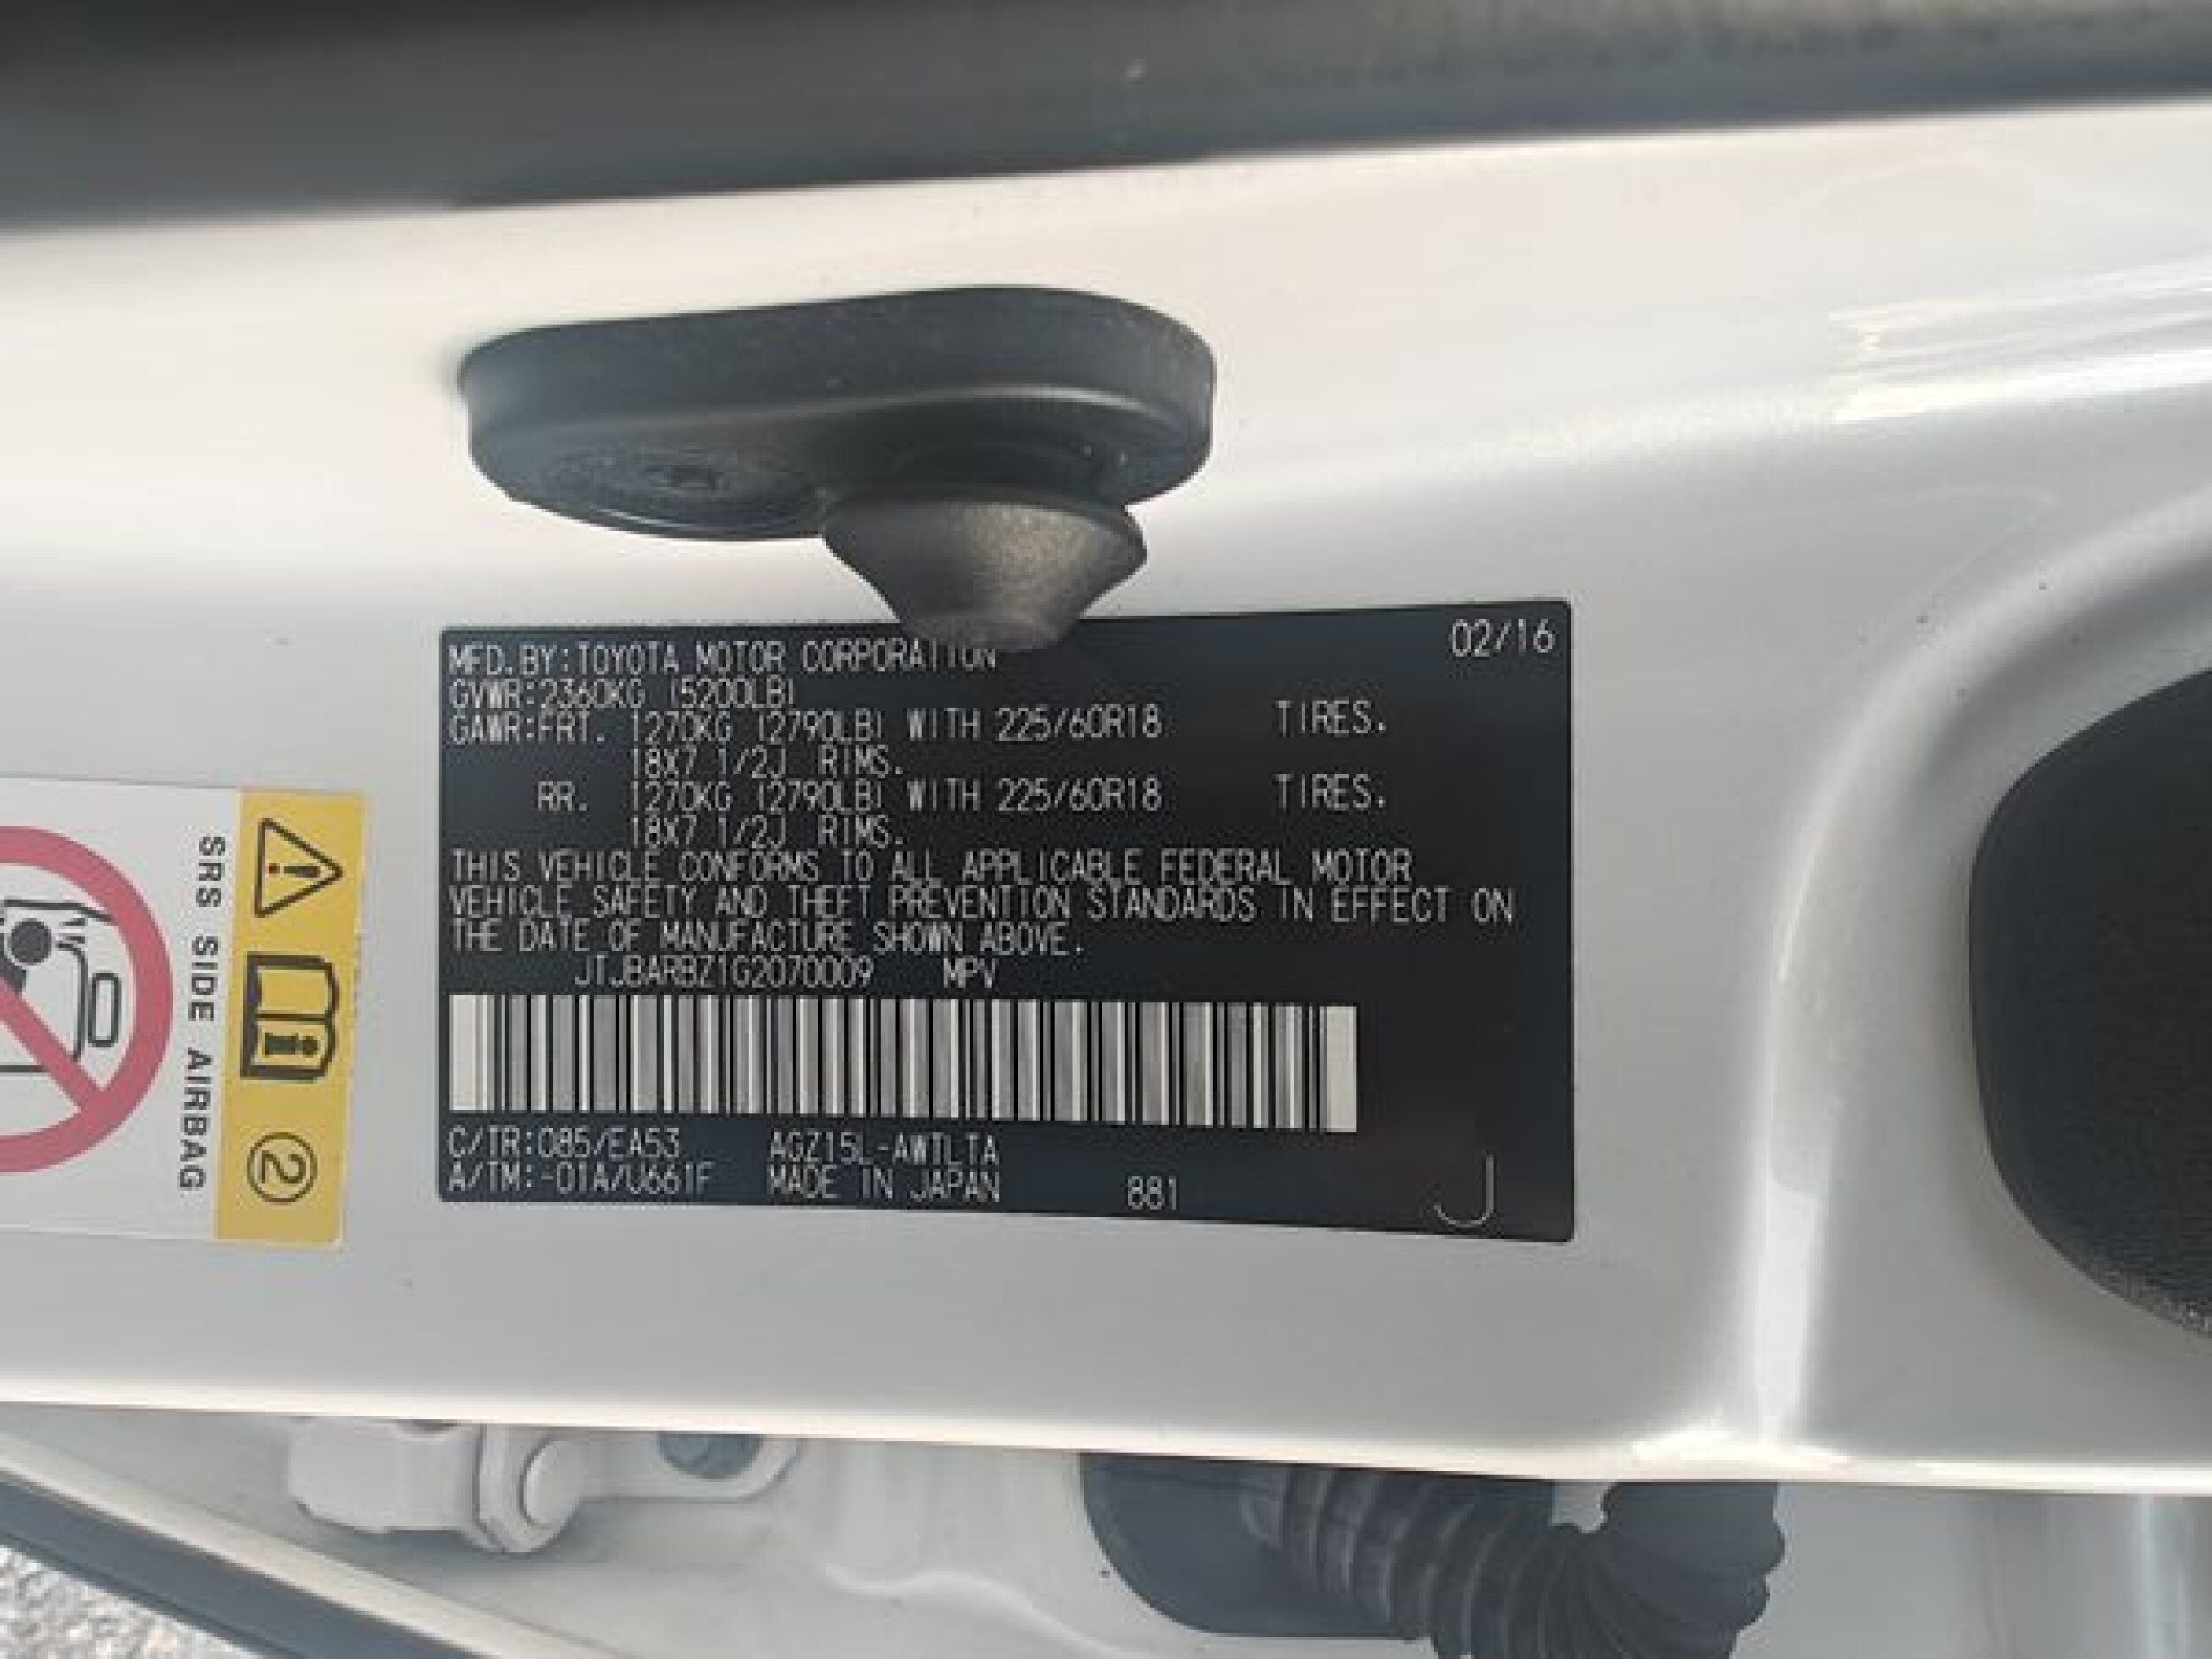 MFD.BY:TOYOTA MOTOR CORPORATION 02/16
GVWR:2360KG (5200LB)
GAWR:FRT. 1270KG (2790LB) WITH 225/60R18 TIRES.
18X7 1/2J RIMS.
RR. 1270KG (2790LB) WITH 225/60R18 TIRES.
18X7 1/2J RIMS.
THIS VEHICLE CONFORMS TO ALL APPLICABLE FEDERAL MOTOR
VEHICLE SAFETY AND THEFT PREVENTION STANDARDS IN EFFECT ON
THE DATE OF MANUFACTURE SHOWN ABOVE.
JTJBARBZ1G2070009 MPV
C/TR:085/EA53 AGZ15L-AWTLTA
A/TM:-01A/U661F MADE IN JAPAN 881 J
SRS SIDE AIRBAG
2